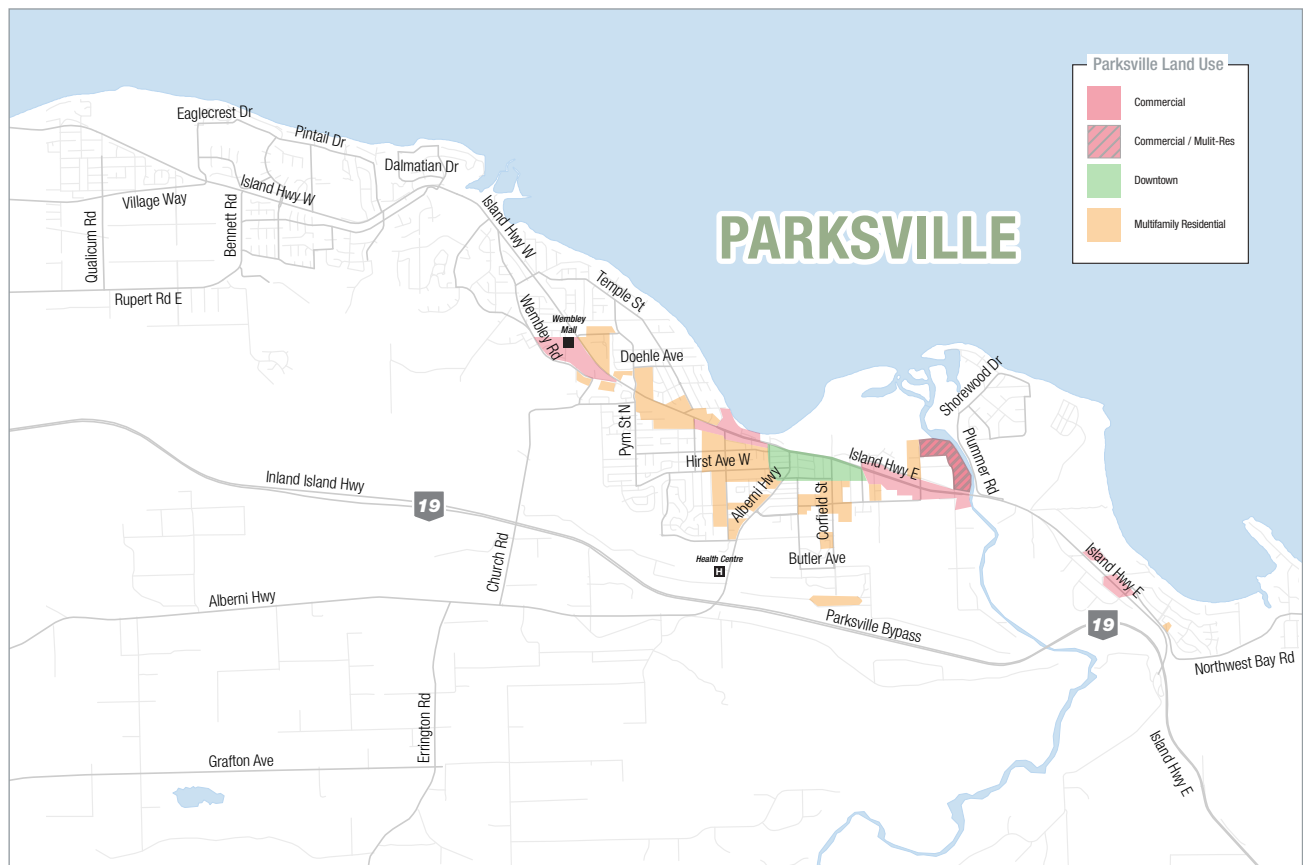 Parksville Land Use
Commercial
Commercial / Mulit-Res
Downtown
Multifamily Residential
PARKSVILLE
Eaglecrest Dr
Pintail Dr
Dalmatian Dr
Island Hwy W
Village Way
Qualicum Rd
Bennett Rd
Rupert Rd E
Island Hwy W
Temple St
Wembley Rd
Wembley
Mall
Doehle Ave
Shorewood Dr
Plummer Rd
Pym St N
Hirst Ave W
Island Hwy E
Alberni Hwy
Corfield St
Inland Island Hwy
19
Church Rd
Health Centre
H
Butler Ave
Island Hwy E
Alberni Hwy
Parksville Bypass
19
Northwest Bay Rd
Errington Rd
Grafton Ave
Island Hwy E